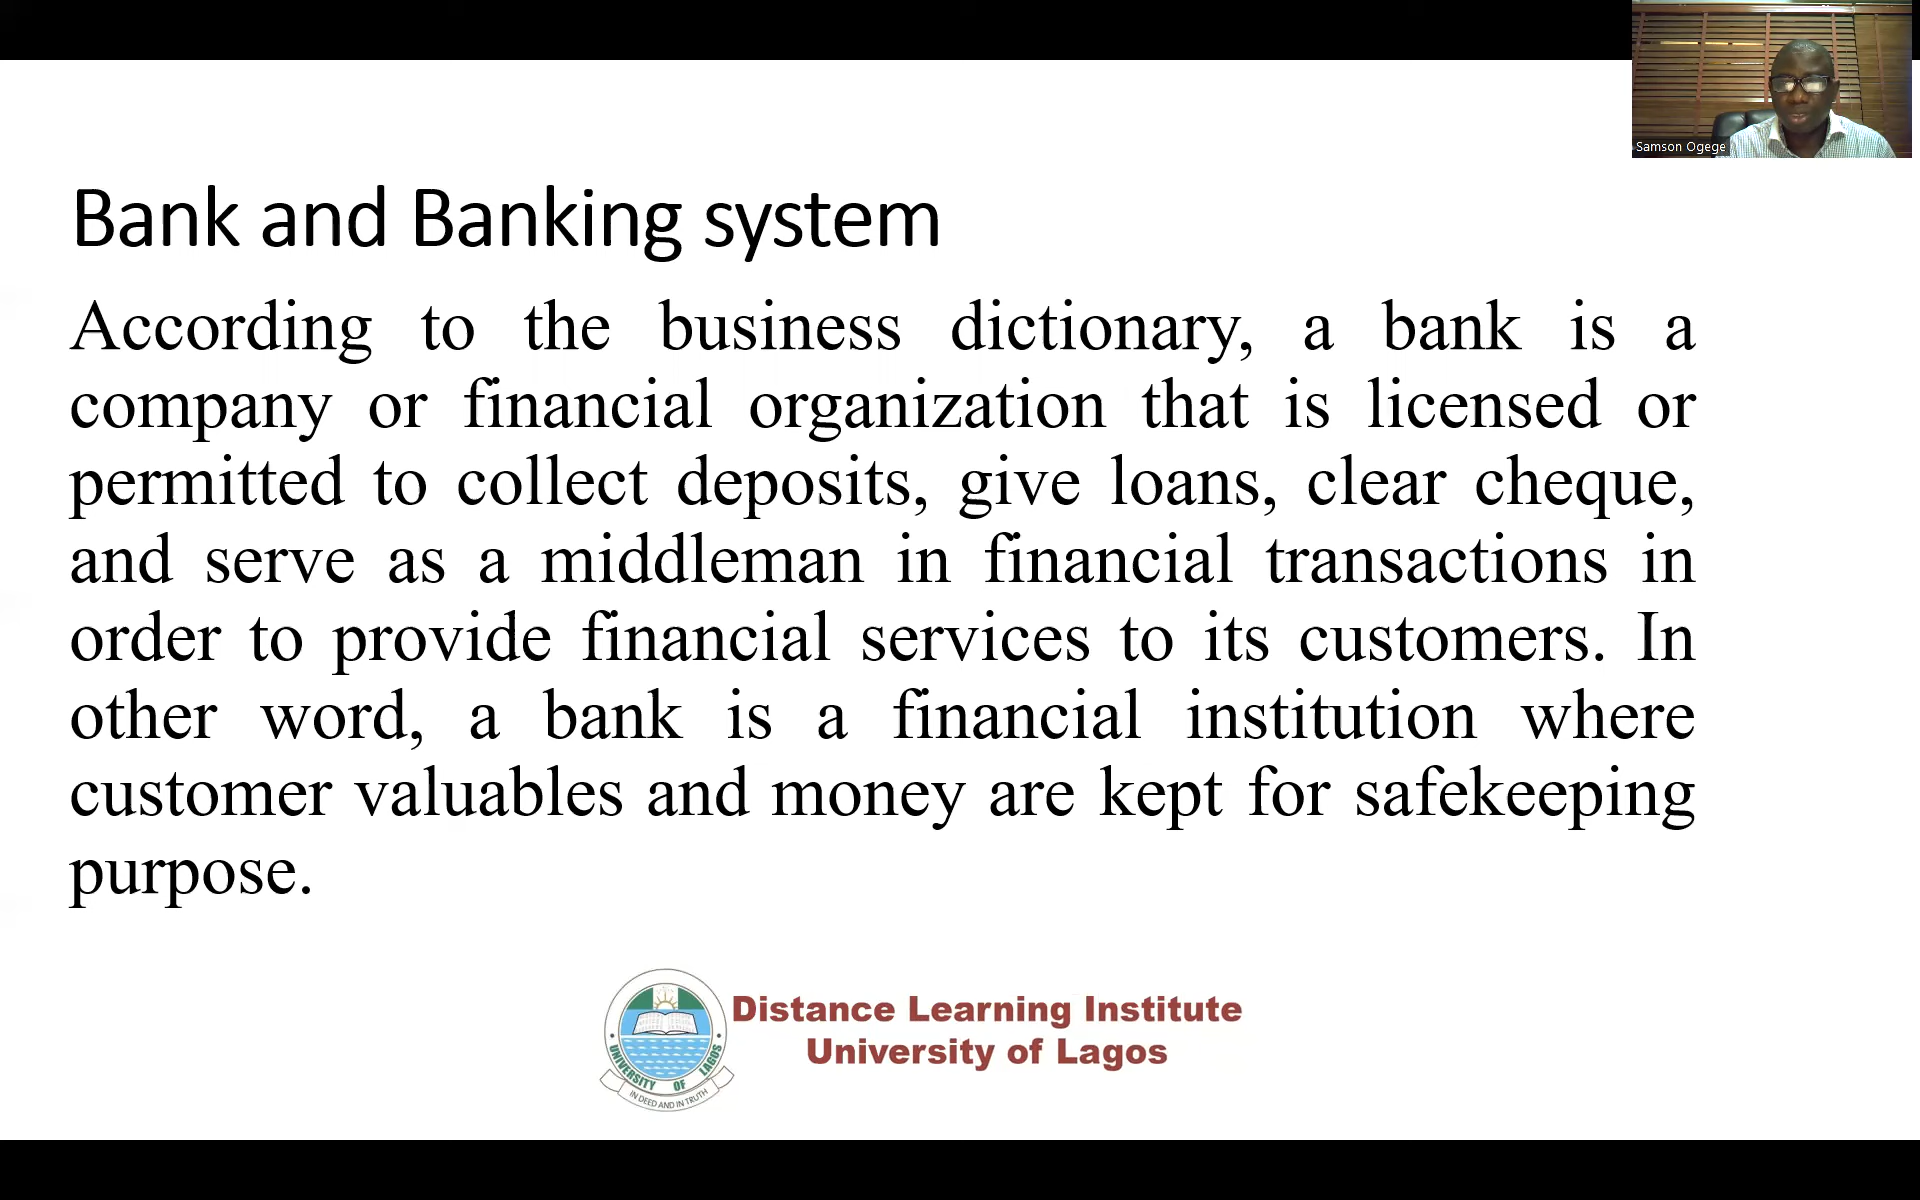 Samson Ogege
Bank and Banking system
According to the business dictionary, a bank is a
company or financial organization that is licensed or
permitted to collect deposits, give loans, clear cheque,
and serve as a middleman in financial transactions in
order to provide financial services to its customers. In
other word, a bank is a financial institution where
customer valuables and money are kept for safekeeping
purpose.
Distance Learning Institute
University of Lagos
UNIVERSITY OF LAGOS
IN DEED AND IN TRUTH